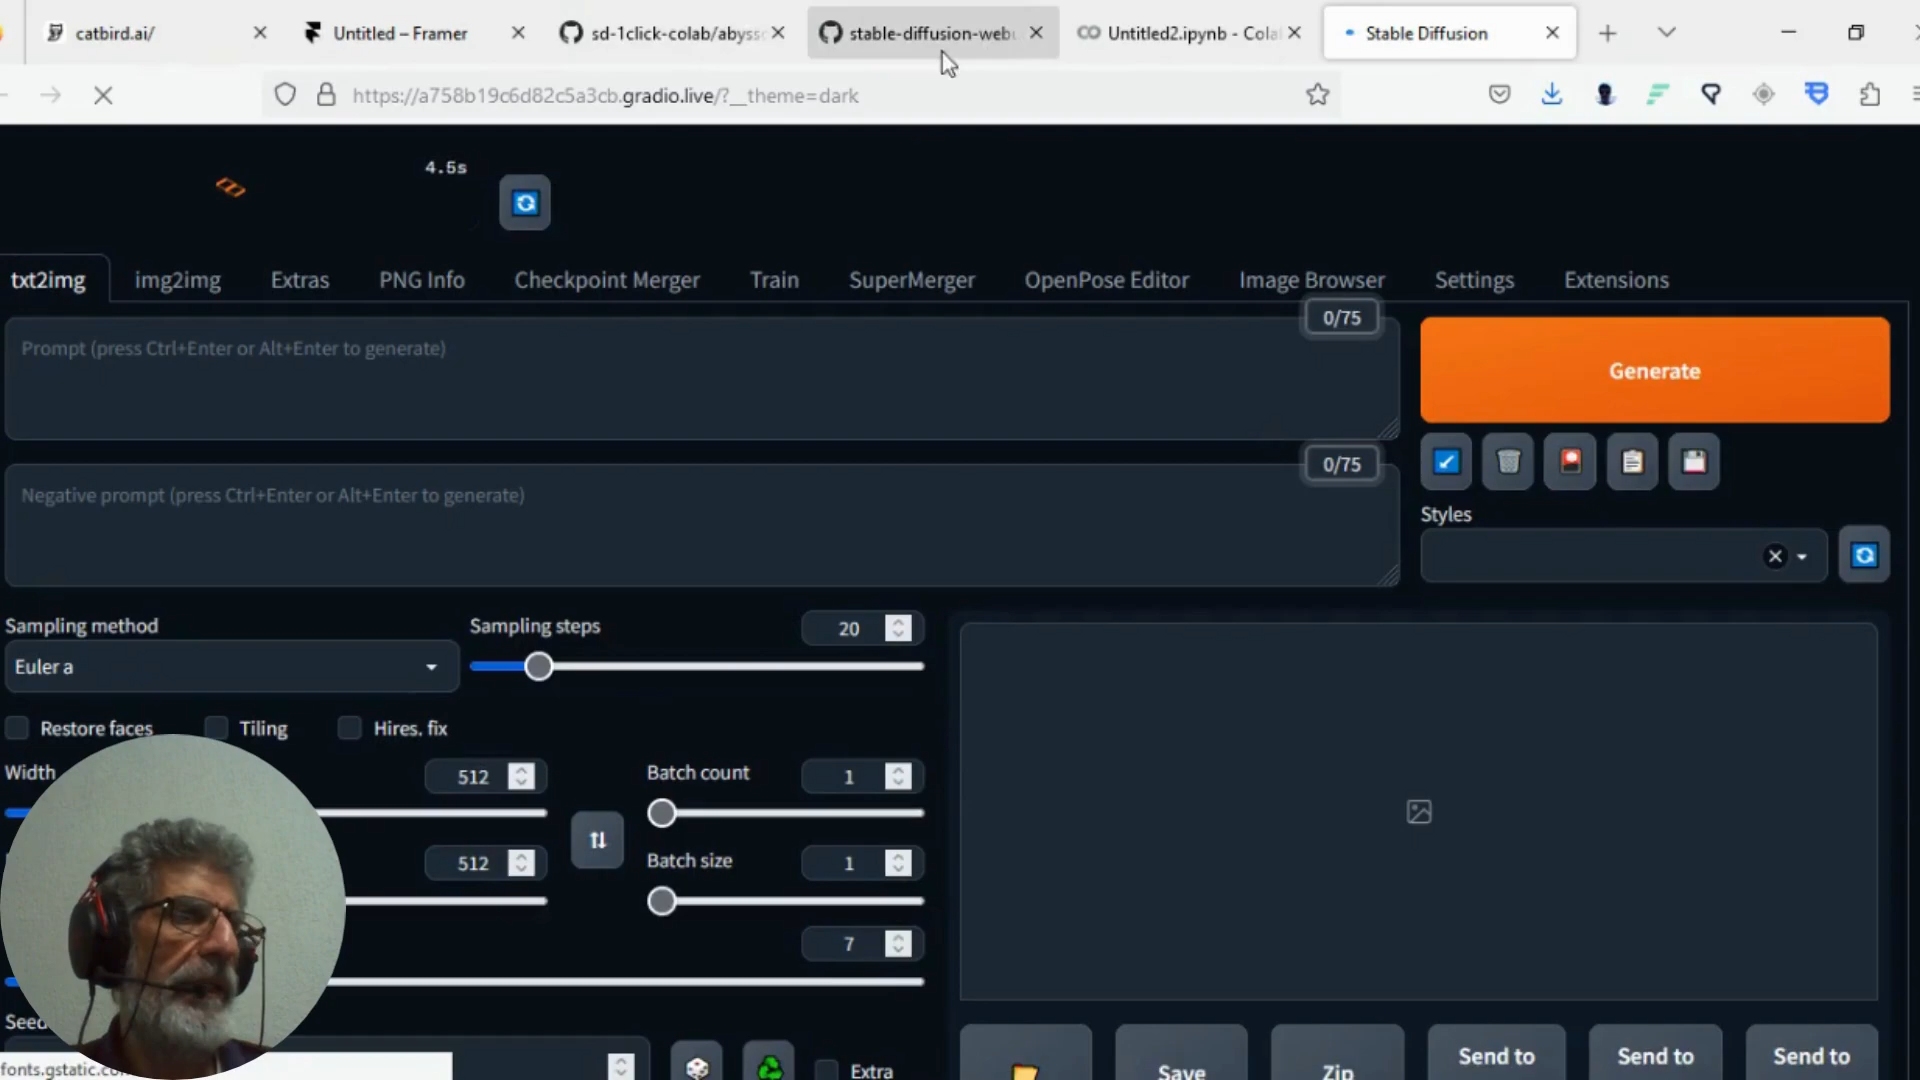 catbird.ai/
Untitled – Framer
sd-1click-colab/abysso
stable-diffusion-webu
Untitled2.ipynb - Colal
Stable Diffusion
https://a758b19c6d82c5a3cb.gradio.live/?__theme=dark
4.5s
txt2img
img2img
Extras
PNG Info
Checkpoint Merger
Train
SuperMerger
OpenPose Editor
Image Browser
Settings
Extensions
0/75
Prompt (press Ctrl+Enter or Alt+Enter to generate)
Generate
0/75
Negative prompt (press Ctrl+Enter or Alt+Enter to generate)
Styles
Sampling method
Sampling steps
20
Euler a
Restore faces
Tiling
Hires. fix
Width
512
Batch count
1
512
Batch size
1
7
Seed
Extra
fonts.gstatic.co
Save
Zip
Send to
Send to
Send to